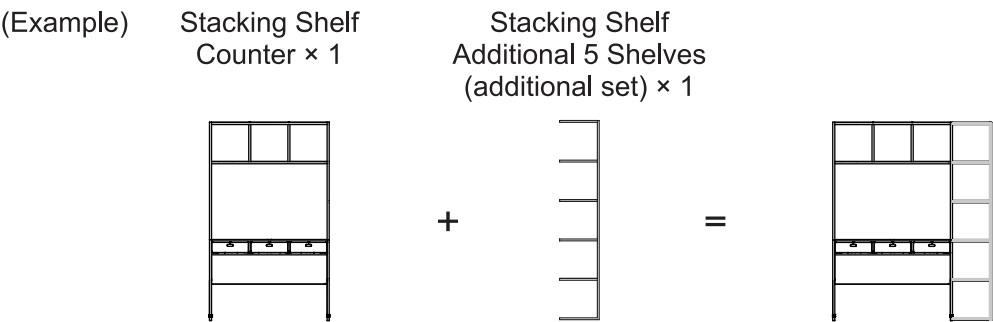 (Example)
Stacking Shelf
Counter × 1
Stacking Shelf
Additional 5 Shelves
(additional set) × 1
+
=